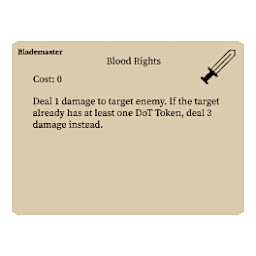 Blademaster
Blood Rights
Cost: 0
Deal 1 damage to target enemy. If the target
already has at least one DoT Token, deal 3
damage instead.